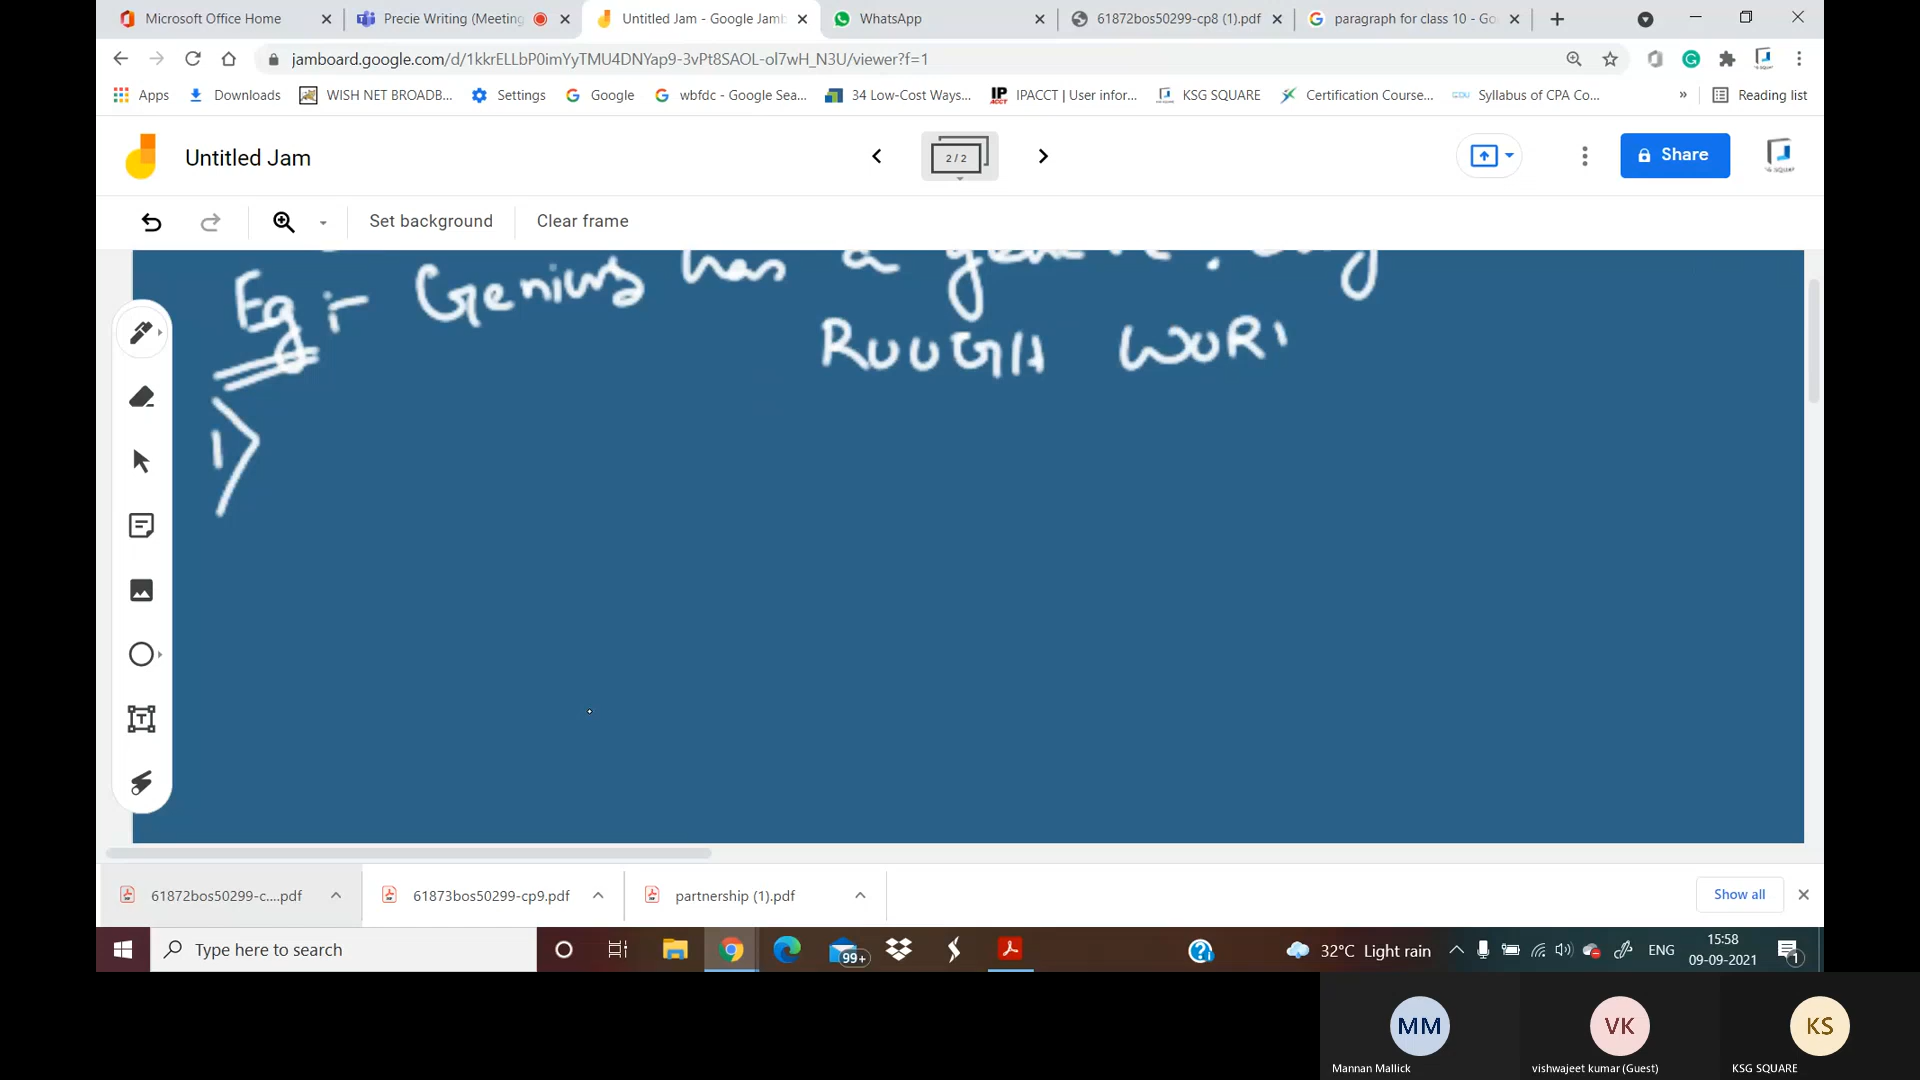 Microsoft Office Home
Precie Writing (Meeting
Untitled Jam - Google Jamb
WhatsApp
61872bos50299-cp8 (1).pdf
paragraph for class 10 - Go
jamboard.google.com/d/1kkrELLbP0imYyTMU4DNYap9-3vPt8SAOL-ol7wH_N3U/viewer?f=1
Apps
Downloads
WISH NET BROADB...
Settings
Google
wbfdc - Google Sea...
34 Low-Cost Ways...
IPACCT | User infor...
KSG SQUARE
Certification Course...
Syllabus of CPA Co...
»
Reading list
Untitled Jam
2 / 2
Share
Set background
Clear frame
Eg:- Genius has a
ROUGH WOR
1)
61872bos50299-c....pdf
61873bos50299-cp9.pdf
partnership (1).pdf
Show all
Type here to search
99+
32°C Light rain
ENG
15:58
09-09-2021
1
MM
VK
KS
Mannan Mallick
vishwajeet kumar (Guest)
KSG SQUARE